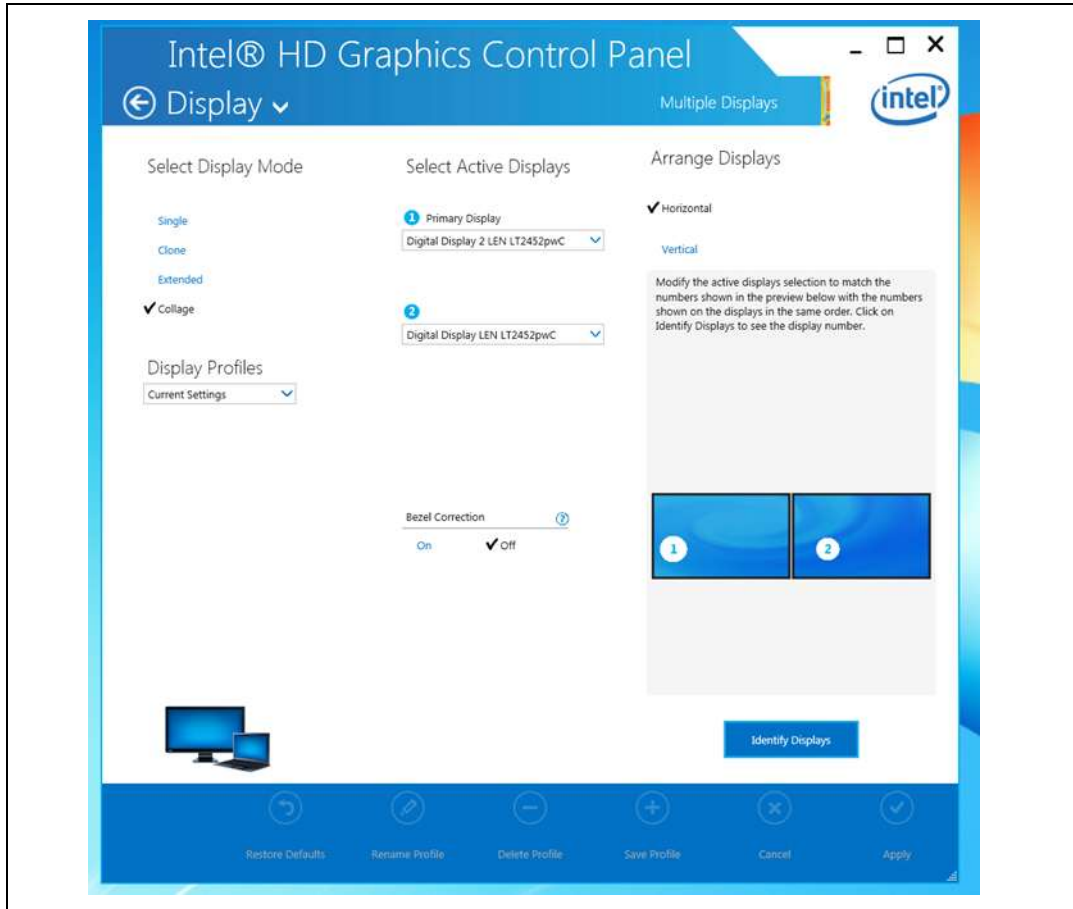 Intel® HD Graphics Control Panel
Display
Multiple Displays
intel
Select Display Mode
Single
Clone
Extended
Collage
Display Profiles
Current Settings
Select Active Displays
1 Primary Display
Digital Display 2 LEN LT2452pwC
2
Digital Display LEN LT2452pwC
Bezel Correction ?
On Off
Arrange Displays
Horizontal
Vertical
Modify the active displays selection to match the
numbers shown in the preview below with the numbers
shown on the displays in the same order. Click on
Identify Displays to see the display number.
1 2
Identify Displays
Restore Defaults Rename Profile Delete Profile Save Profile Cancel Apply